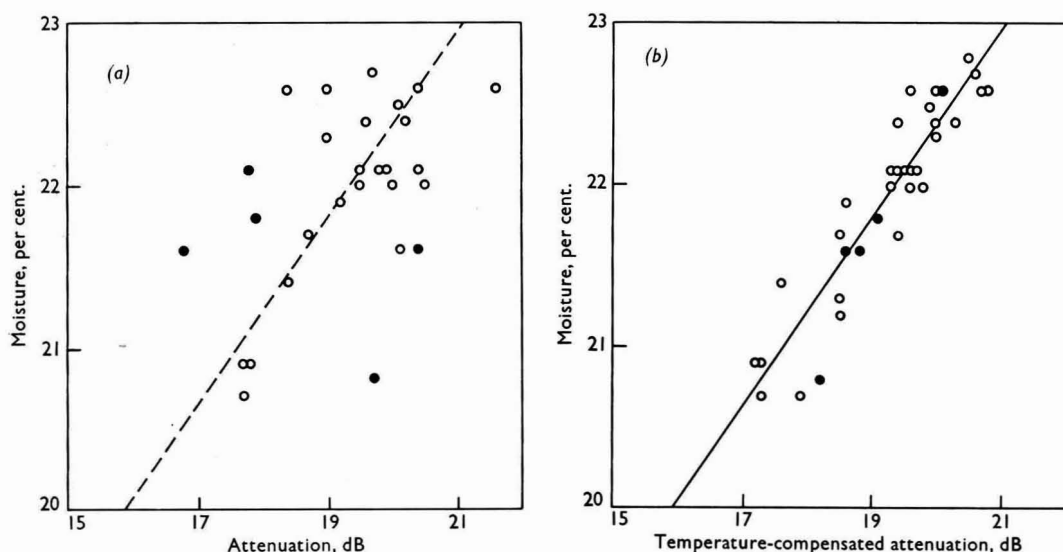 (a)
Moisture, per cent.
23
22
21
20
15
17
19
21
Attenuation, dB
(b)
Moisture, per cent.
23
22
21
20
15
17
19
21
Temperature-compensated attenuation, dB